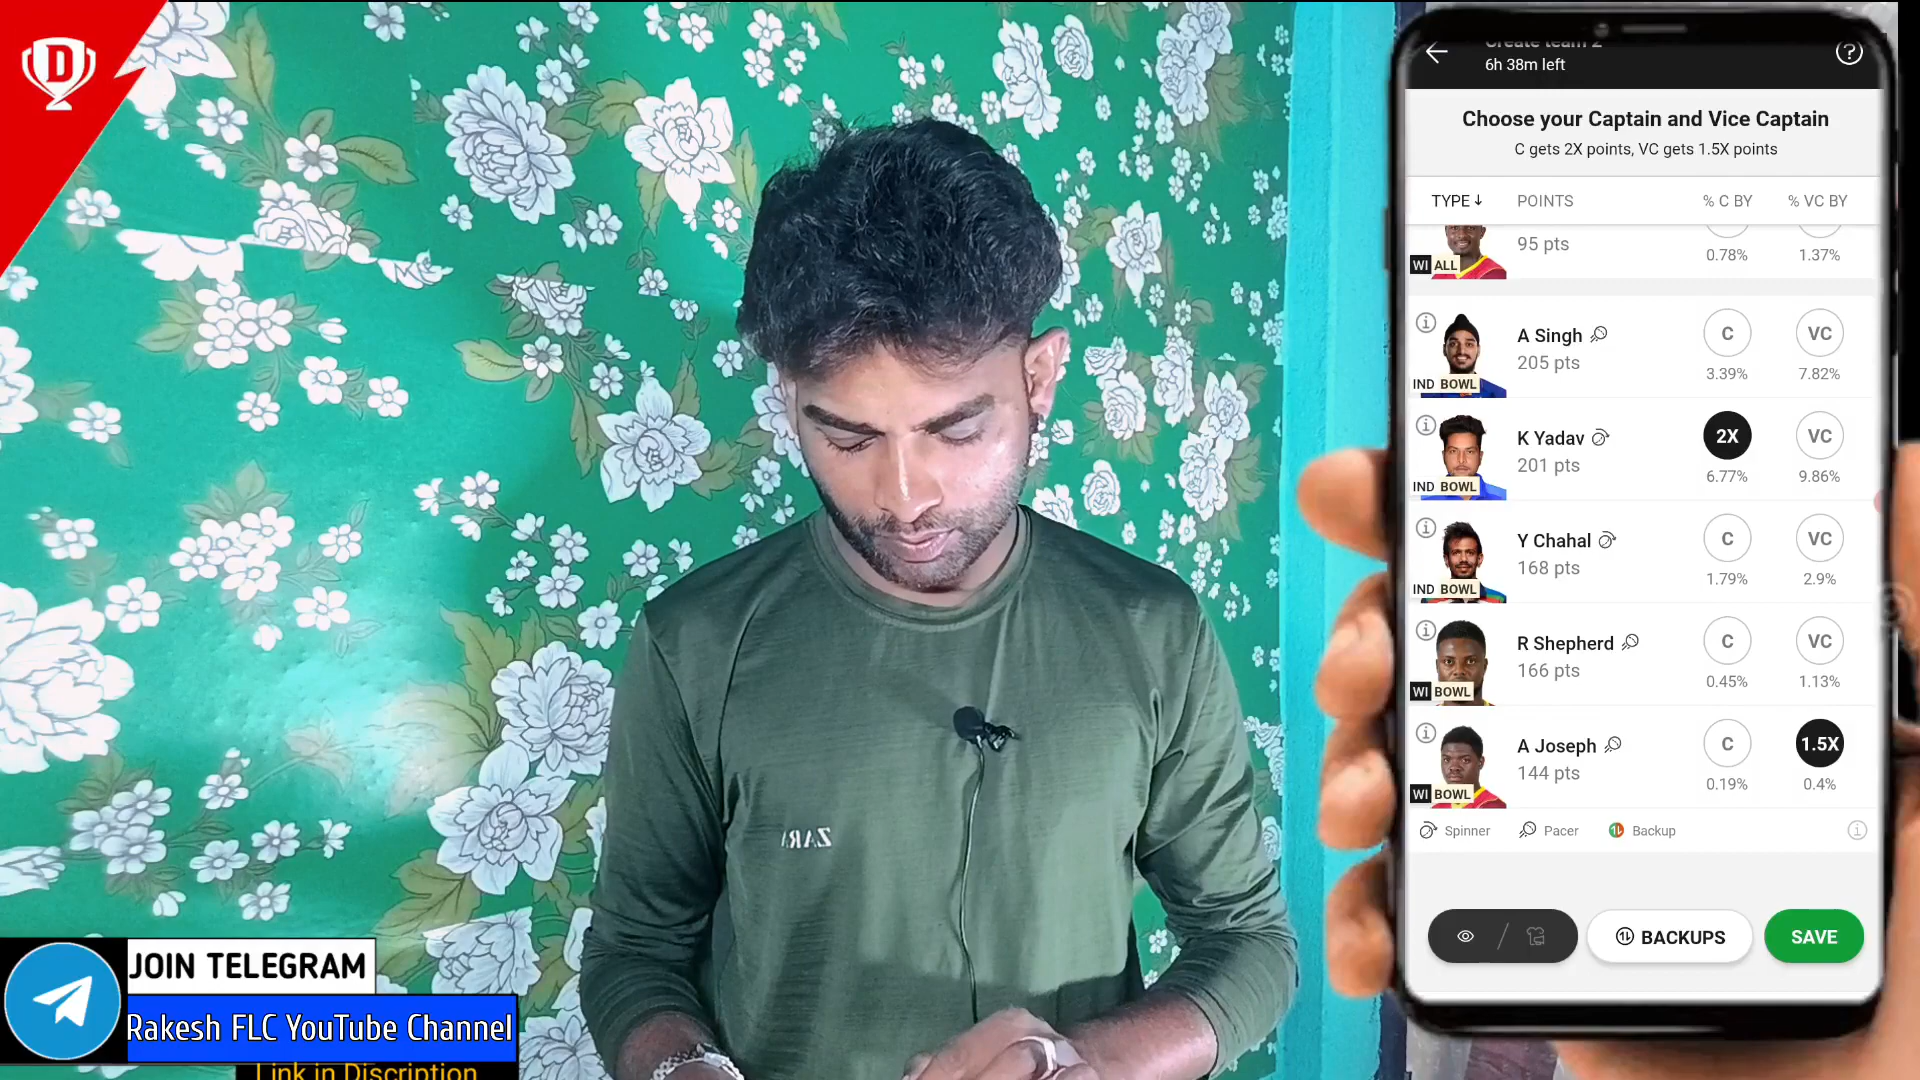 D
JOIN TELEGRAM
Rakesh FLC YouTube Channel
Link in Discription
ZARA
Create team 2
6h 38m left
?
Choose your Captain and Vice Captain
C gets 2X points, VC gets 1.5X points
TYPE↓ POINTS % C BY % VC BY
95 pts
WI ALL 0.78% 1.37%
A Singh C VC
205 pts
IND BOWL 3.39% 7.82%
K Yadav 2X VC
201 pts
IND BOWL 6.77% 9.86%
Y Chahal C VC
168 pts
IND BOWL 1.79% 2.9%
R Shepherd C VC
166 pts
WI BOWL 0.45% 1.13%
A Joseph C 1.5X
144 pts
WI BOWL 0.19% 0.4%
Spinner Pacer Backup
BACKUPS SAVE